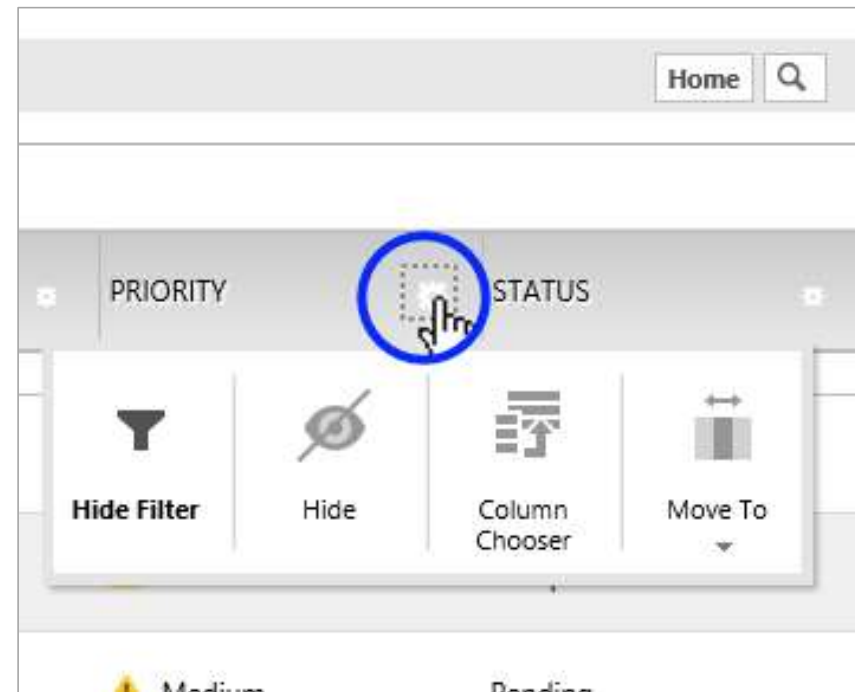 Home
PRIORITY STATUS
Hide Filter Hide Column Chooser Move To
Medium Pending